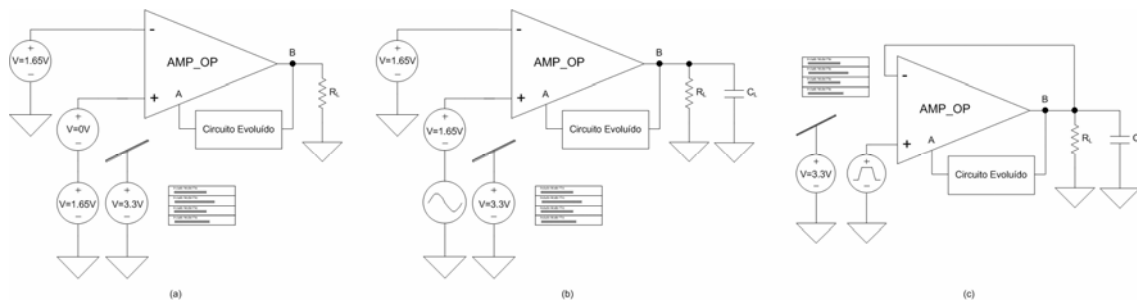 V=1.65V
+
−
-
+
AMP_OP
A
B
Circuito Evoluído
RL
V=0V
+
−
V=1.65V
+
−
V=3.3V
+
−
(a)
V=1.65V
+
−
-
+
AMP_OP
A
B
Circuito Evoluído
RL
CL
V=1.65V
+
−
+
−
V=3.3V
+
−
(b)
-
+
AMP_OP
A
B
Circuito Evoluído
RL
C
V=3.3V
+
−
+
−
(c)